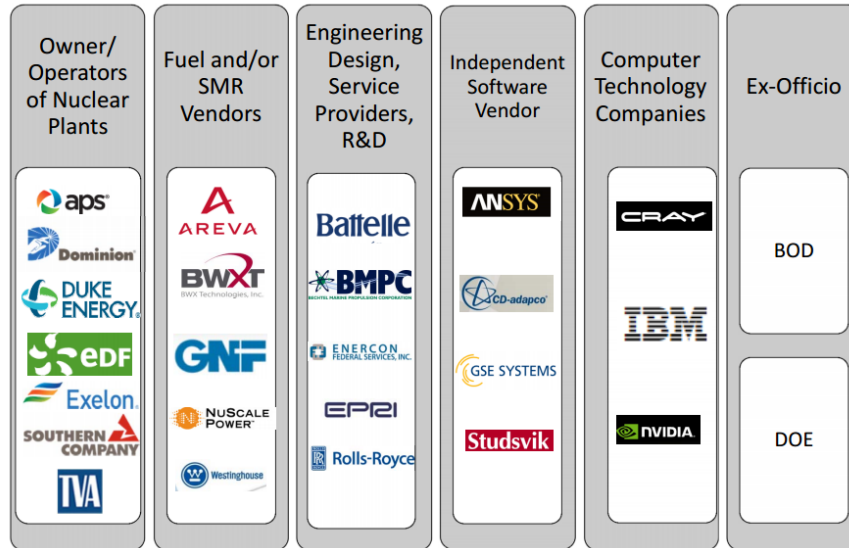 Owner/
Operators
of Nuclear
Plants
aps
Dominion
DUKE
ENERGY
eDF
Exelon.
SOUTHERN
COMPANY
TVA
Fuel and/or
SMR
Vendors
A
AREVA
BWXT
BWX Technologies, Inc.
GNF
NUSCALE
POWER™
W
Westinghouse
Engineering
Design,
Service
Providers,
R&D
Battelle
BMPC
BECHTEL MARINE PROPULSION CORPORATION
ENERCON
FEDERAL SERVICES, INC.
EPRI
Rolls-Royce
Independent
Software
Vendor
ANSYS
CD-adapco
GSE SYSTEMS
Studsvik
Computer
Technology
Companies
CRAY
IBM
NVIDIA.
Ex-Officio
BOD
DOE